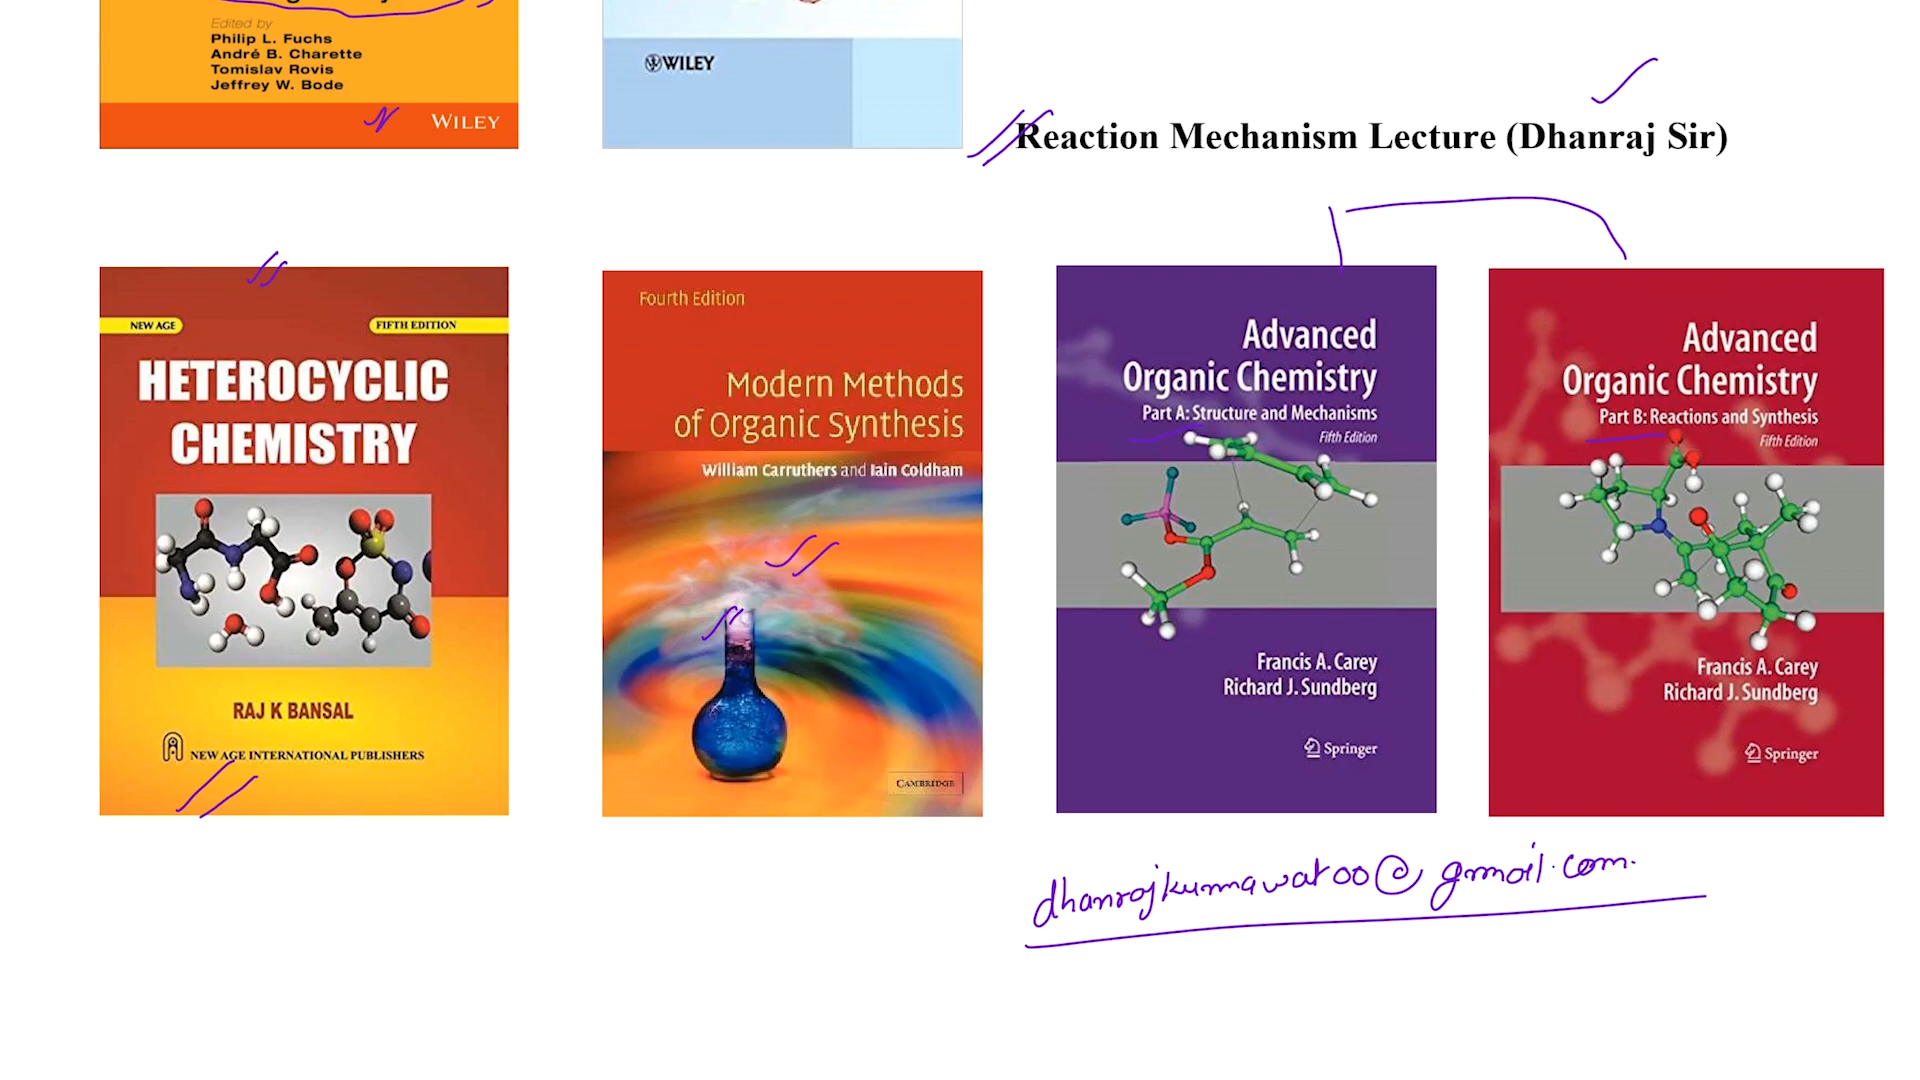 Edited by
Philip L. Fuchs
André B. Charette
Tomislav Rovis
Jeffrey W. Bode
WILEY
WILEY
Reaction Mechanism Lecture (Dhanraj Sir)
NEW AGE
FIFTH EDITION
HETEROCYCLIC
CHEMISTRY
RAJ K BANSAL
NEW AGE INTERNATIONAL PUBLISHERS
Fourth Edition
Modern Methods
of Organic Synthesis
William Carruthers and Iain Coldham
CAMBRIDGE
Advanced
Organic Chemistry
Part A: Structure and Mechanisms
Fifth Edition
Francis A. Carey
Richard J. Sundberg
Springer
Advanced
Organic Chemistry
Part B: Reactions and Synthesis
Fifth Edition
Francis A. Carey
Richard J. Sundberg
Springer
dhanrajkumawat00@gmail.com.